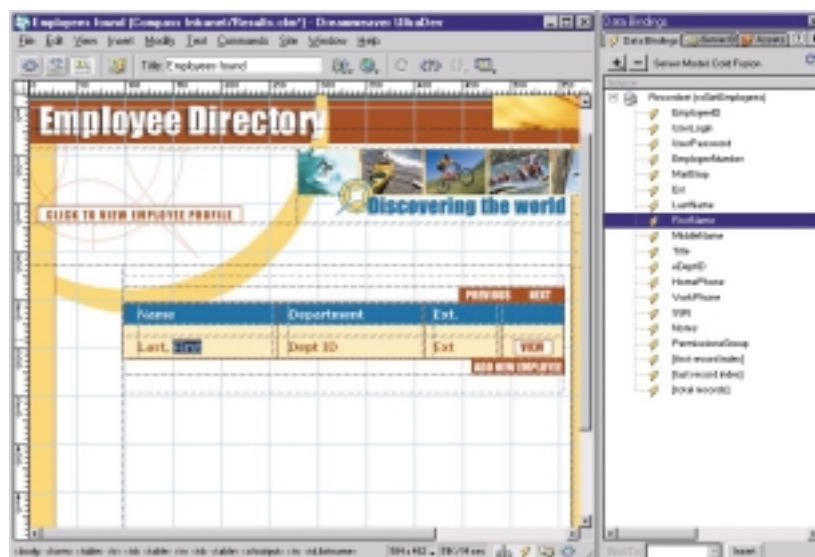 Employees found (Compass Intranet/Results.cfm*) - Dreamweaver UltraDev
File Edit View Insert Modify Text Commands Site Window Help
Title: Employees found
Employee Directory
CLICK TO VIEW EMPLOYEE PROFILE
Discovering the world
PREVIOUS NEXT
Name Department Ext.
Last, First Dept ID Ext VIEW
ADD NEW EMPLOYEE
Data Bindings
Data Bindings Assets
+ - Server Model: Cold Fusion
Recordset (rsGetEmployees)
EmployeeID
UserLogin
UserPassword
EmployeeNumber
MailStop
Ext
LastName
FirstName
MiddleName
Title
HomePhone
WorkPhone
SSN
Name
PermissionsGroup
[first record index]
[last record index]
[total records]
Insert